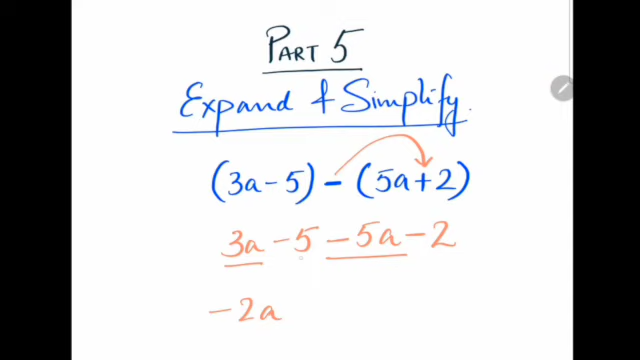 PART 5
Expand & Simplify.
(3a - 5) - (5a + 2)
3a - 5 - 5a - 2
- 2a